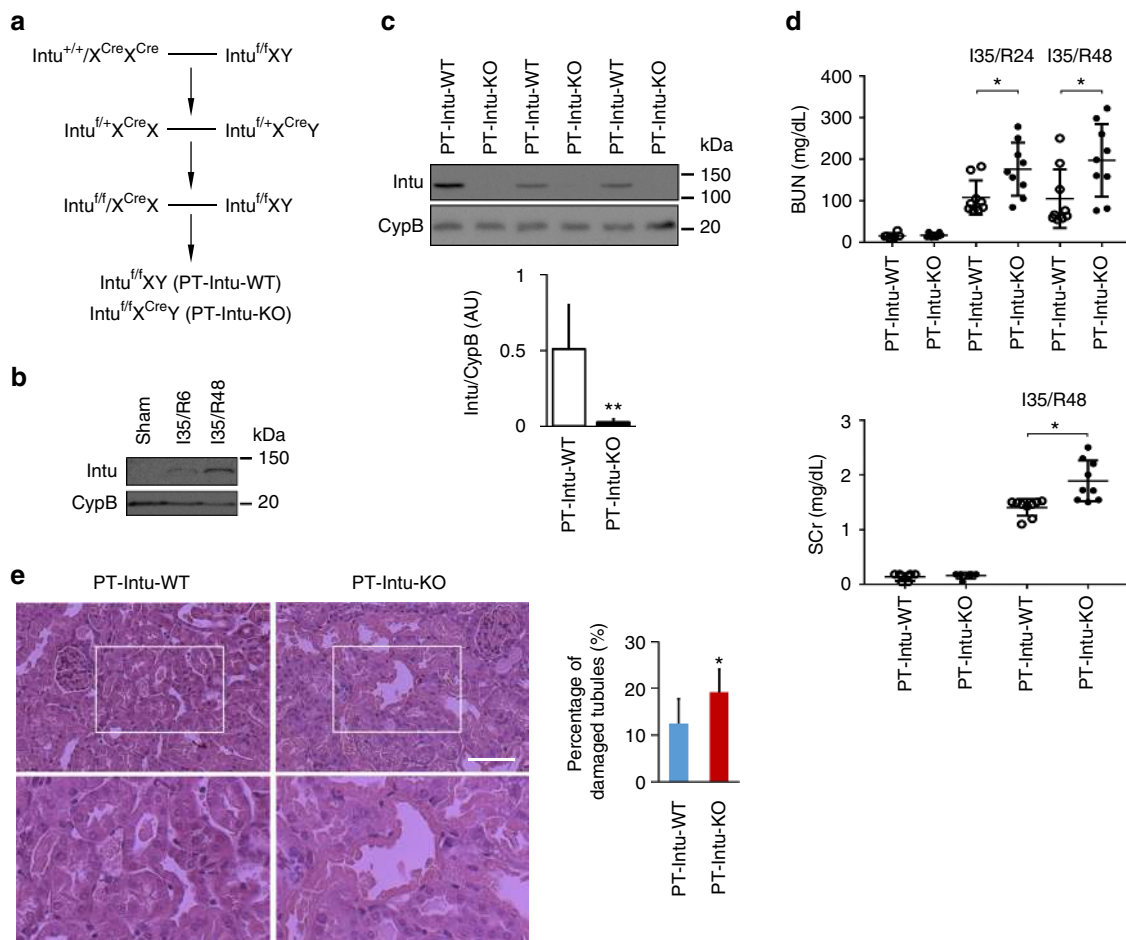 a
Intu+/+/XCreXCre Intuf/fXY
Intuf/+XCreX Intuf/+XCreY
Intuf/f/XCreX Intuf/fXY
Intuf/fXY (PT-Intu-WT)
Intuf/fXCreY (PT-Intu-KO)
b
Sham
I35/R6
I35/R48
kDa
Intu
150
CypB
20
c
PT-Intu-WT
PT-Intu-KO
PT-Intu-WT
PT-Intu-KO
PT-Intu-WT
PT-Intu-KO
kDa
Intu
150
100
CypB
20
Intu/CypB (AU)
1
0.5
0
**
PT-Intu-WT
PT-Intu-KO
d
I35/R24 I35/R48
* *
BUN (mg/dL)
400
300
200
100
0
PT-Intu-WT
PT-Intu-KO
PT-Intu-WT
PT-Intu-KO
PT-Intu-WT
PT-Intu-KO
I35/R48
*
SCr (mg/dL)
3
2
1
0
PT-Intu-WT
PT-Intu-KO
PT-Intu-WT
PT-Intu-KO
e
PT-Intu-WT PT-Intu-KO
Percentage of
damaged tubules (%)
30
20
10
0
*
PT-Intu-WT
PT-Intu-KO